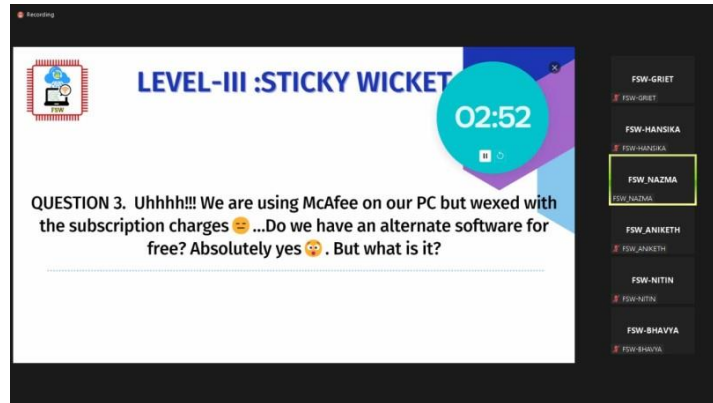 Recording
FSW
LEVEL-III :STICKY WICKET
02:52
QUESTION 3. Uhhhh!!! We are using McAfee on our PC but wexed with
the subscription charges 😑 ...Do we have an alternate software for
free? Absolutely yes 😳 . But what is it?
FSW-GRIET
FSW-GRIET
FSW-HANSIKA
FSW-HANSIKA
FSW_NAZMA
FSW_NAZMA
FSW_ANIKETH
FSW_ANIKETH
FSW-NITIN
FSW-NITIN
FSW-BHAVYA
FSW-BHAVYA